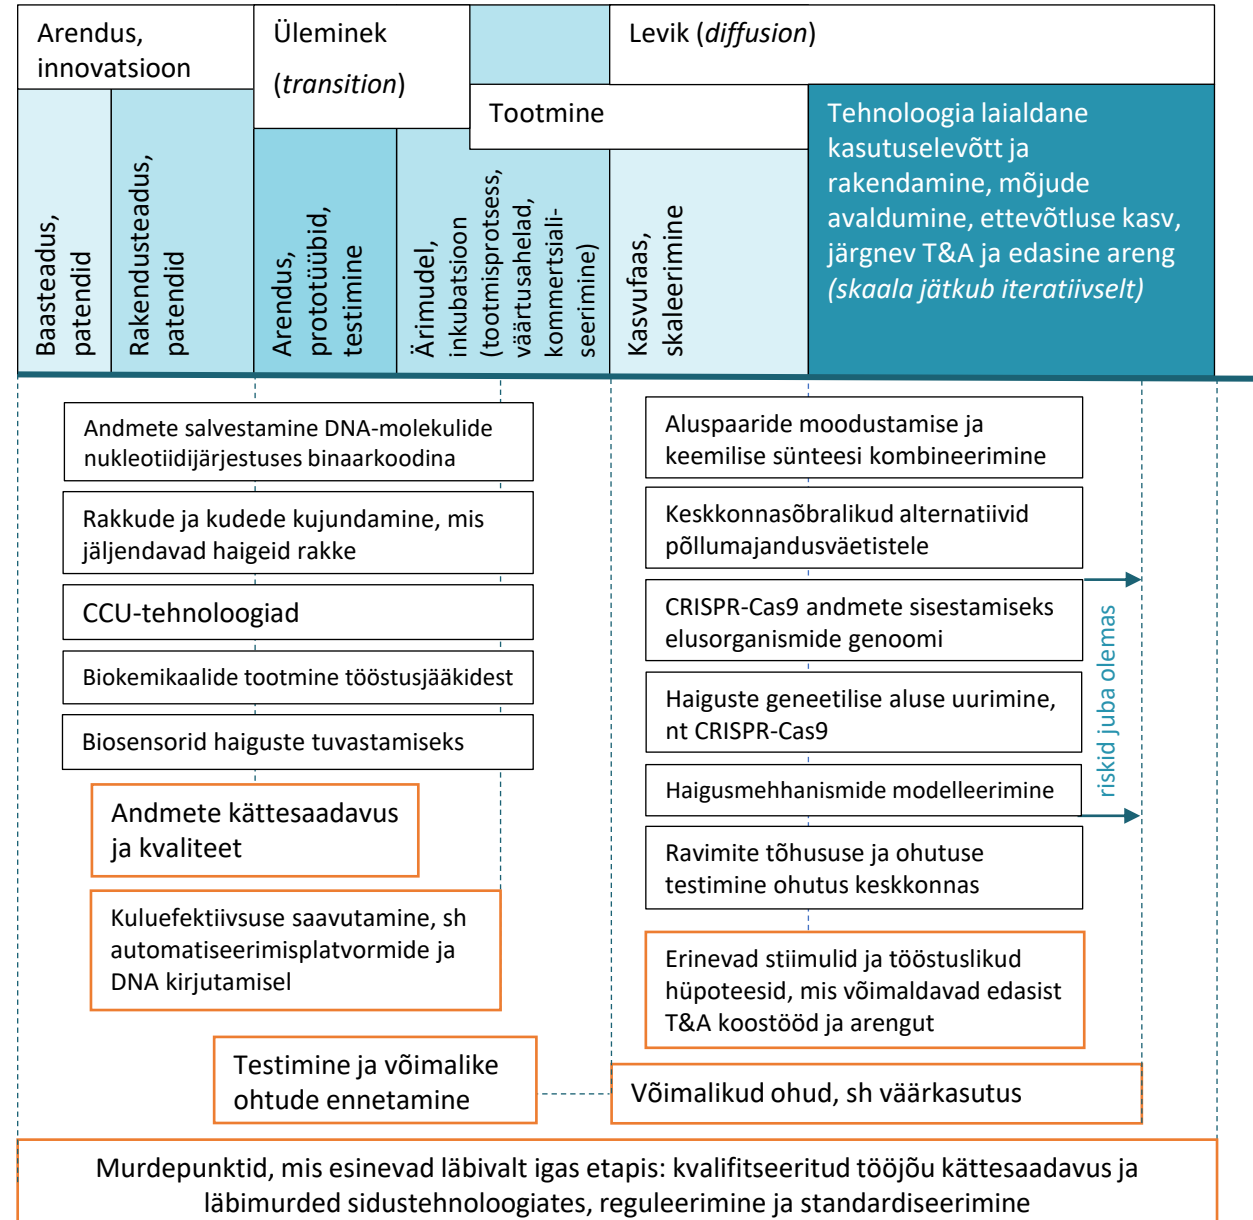 Arendus,
innovatsioon
Üleminek
(transition)
Levik (diffusion)
Tootmine
Baasteadus,
patendid
Rakendusteadus,
patendid
Arendus,
prototüübid,
testimine
Ärimudel,
inkubatsioon
(tootmisprotsess,
väärtusahelad,
kommertsiali-
seerimine)
Kasvufaas,
skaleerimine
Tehnoloogia laialdane
kasutuselevõtt ja
rakendamine, mõjude
avaldumine, ettevõtluse kasv,
järgnev T&A ja edasine areng
(skaala jätkub iteratiivselt)
Andmete salvestamine DNA-molekulide
nukleotiidijärjestuses binaarkoodina
Rakkude ja kudede kujundamine, mis
jäljendavad haigeid rakke
CCU-tehnoloogiad
Biokemikaalide tootmine tööstusjääkidest
Biosensorid haiguste tuvastamiseks
Andmete kättesaadavus
ja kvaliteet
Kuluefektiivsuse saavutamine, sh
automatiseerimisplatvormide ja
DNA kirjutamisel
Testimine ja võimalike
ohtude ennetamine
Aluspaaride moodustamise ja
keemilise sünteesi kombineerimine
Keskkonnasõbralikud alternatiivid
põllumajandusväetistele
CRISPR-Cas9 andmete sisestamiseks
elusorganismide genoomi
Haiguste geneetilise aluse uurimine,
nt CRISPR-Cas9
Haigusmehhanismide modelleerimine
Ravimite tõhususe ja ohutuse
testimine ohutus keskkonnas
riskid juba olemas
Erinevad stiimulid ja tööstuslikud
hüpoteesid, mis võimaldavad edasist
T&A koostööd ja arengut
Võimalikud ohud, sh väärkasutus
Murdepunktid, mis esinevad läbivalt igas etapis: kvalifitseeritud tööjõu kättesaadavus ja
läbimurded sidustehnoloogiates, reguleerimine ja standardiseerimine